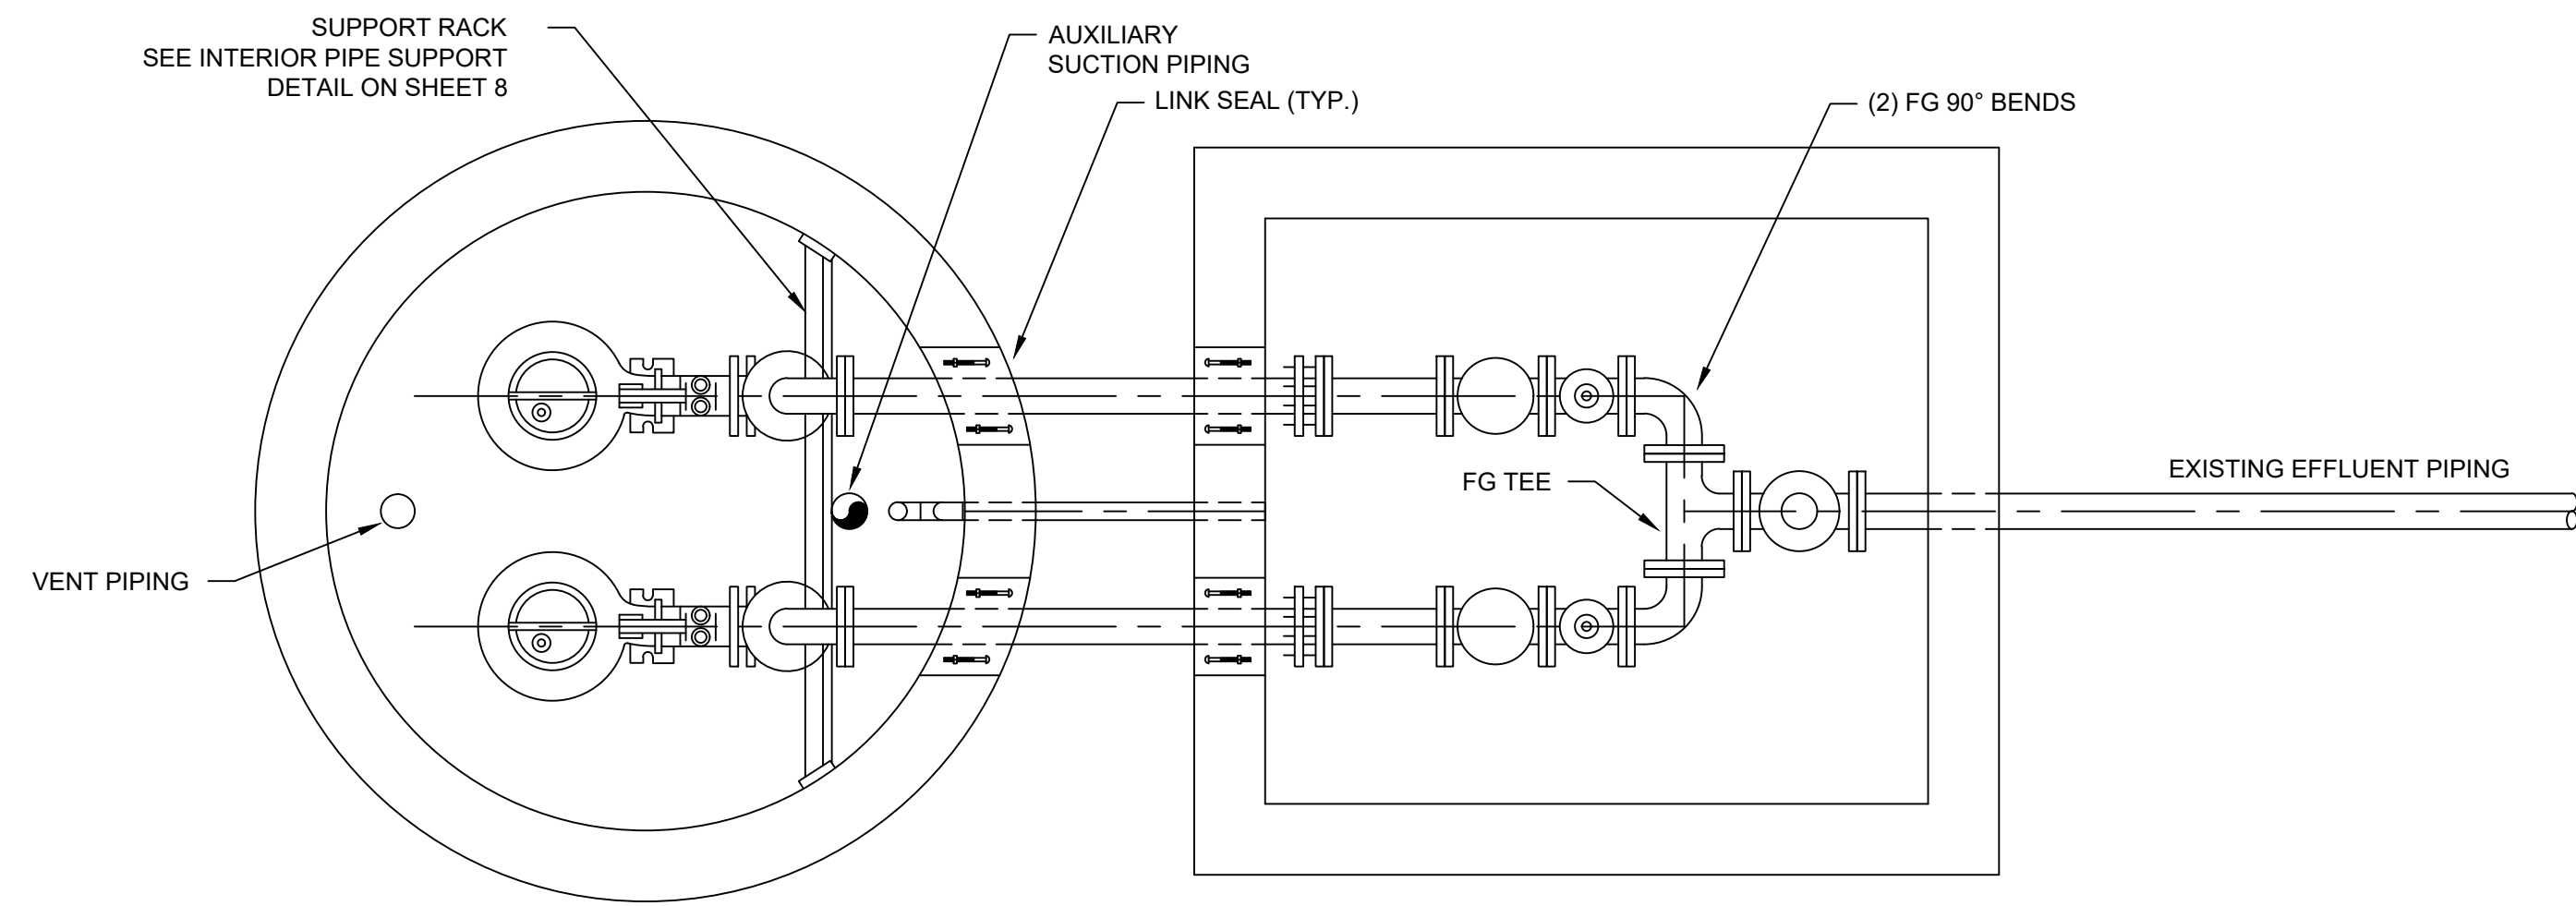 SUPPORT RACK
SEE INTERIOR PIPE SUPPORT
DETAIL ON SHEET 8
AUXILIARY
SUCTION PIPING
LINK SEAL (TYP.)
(2) FG 90° BENDS
FG TEE
EXISTING EFFLUENT PIPING
VENT PIPING